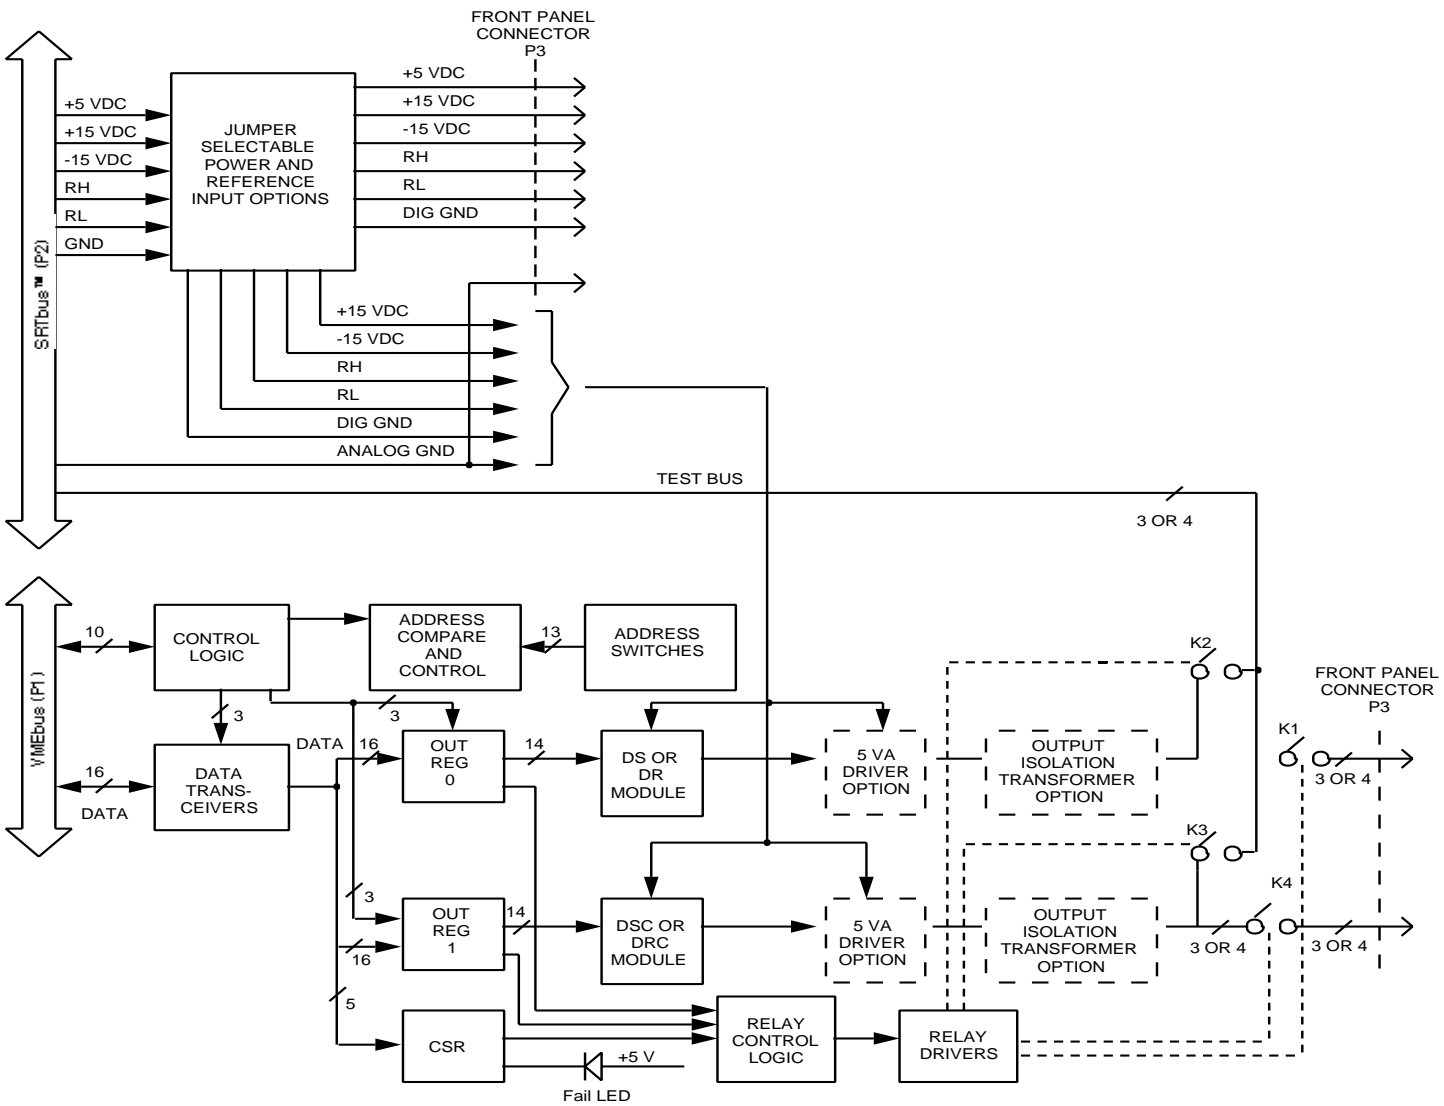 FRONT PANEL
CONNECTOR
P3
+5 VDC
+15 VDC
-15 VDC
RH
RL
GND
JUMPER
SELECTABLE
POWER AND
REFERENCE
INPUT OPTIONS
+5 VDC
+15 VDC
-15 VDC
RH
RL
DIG GND
SRTbus™ (P2)
+15 VDC
-15 VDC
RH
RL
DIG GND
ANALOG GND
TEST BUS
3 OR 4
VMEbus (P1)
10
CONTROL
LOGIC
ADDRESS
COMPARE
AND
CONTROL
13
ADDRESS
SWITCHES
3
3
16
DATA
DATA
TRANS-
CEIVERS
DATA
16
OUT
REG
0
14
DS OR
DR
MODULE
5 VA
DRIVER
OPTION
OUTPUT
ISOLATION
TRANSFORMER
OPTION
K2
K1
3 OR 4
FRONT PANEL
CONNECTOR
P3
3
16
OUT
REG
1
14
DSC OR
DRC
MODULE
5 VA
DRIVER
OPTION
OUTPUT
ISOLATION
TRANSFORMER
OPTION
K3
K4
3 OR 4
3 OR 4
5
CSR
+5 V
Fail LED
RELAY
CONTROL
LOGIC
RELAY
DRIVERS